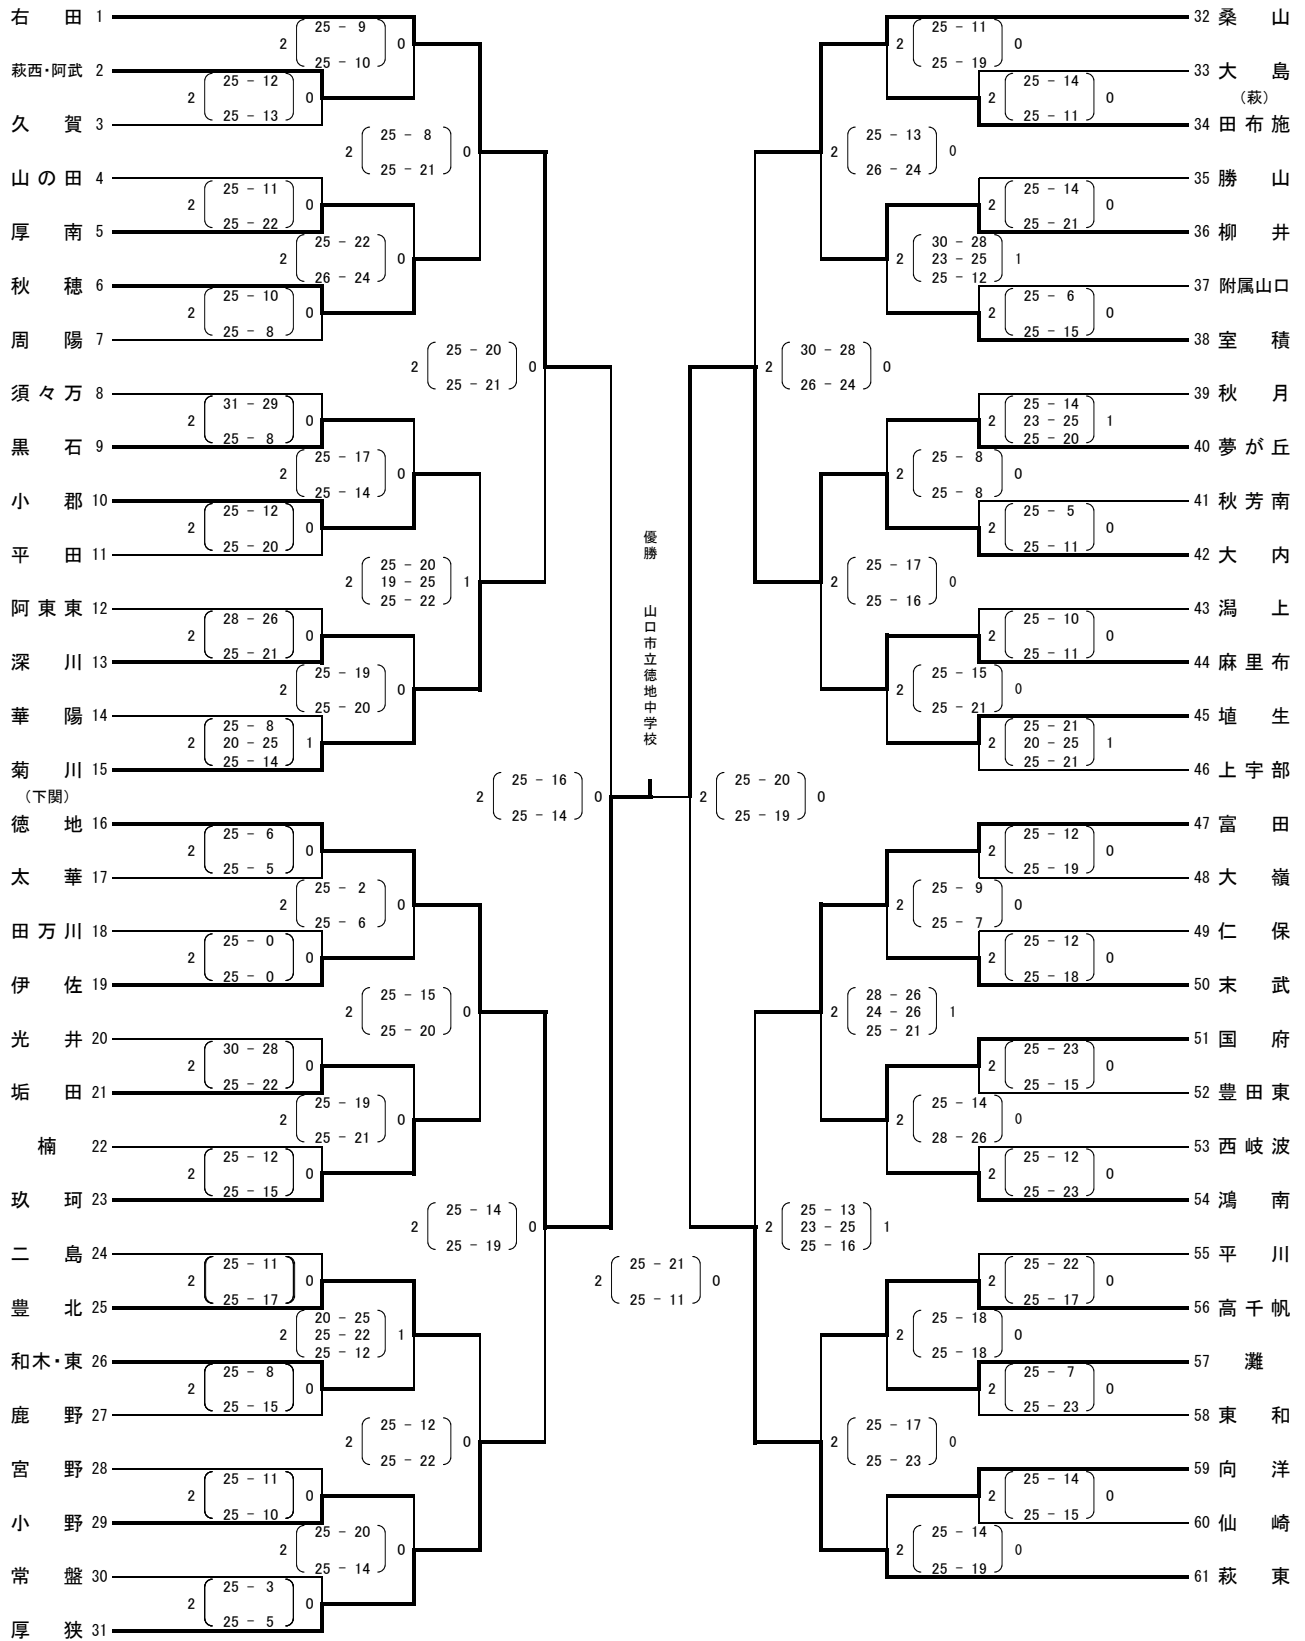 右田 1
萩西・阿武 2
久賀 3
山の田 4
厚南 5
秋穂 6
周陽 7
須々万 8
黒石 9
小郡 10
平田 11
阿東東 12
深川 13
華陽 14
菊川 15
（下関）
徳地 16
太華 17
田万川 18
伊佐 19
光井 20
垢田 21
楠 22
玖珂 23
二島 24
豊北 25
和木・東 26
鹿野 27
宮野 28
小野 29
常盤 30
厚狭 31
2 25 - 12 0
25 - 13
2 25 - 11 0
25 - 22
2 25 - 10 0
25 - 8
2 31 - 29 0
25 - 8
2 25 - 12 0
25 - 20
2 28 - 26 0
25 - 21
2 25 - 8 1
20 - 25
25 - 14
2 25 - 6 0
25 - 5
2 25 - 0 0
25 - 0
2 30 - 28 0
25 - 22
2 25 - 12 0
25 - 15
2 25 - 11 0
25 - 17
2 25 - 8 0
25 - 15
2 25 - 11 0
25 - 10
2 25 - 3 0
25 - 5
2 25 - 9 0
25 - 10
2 25 - 22 0
26 - 24
2 25 - 17 0
25 - 14
2 25 - 19 0
25 - 20
2 25 - 2 0
25 - 6
2 25 - 19 0
25 - 21
2 20 - 25 1
25 - 22
25 - 12
2 25 - 20 0
25 - 14
2 25 - 8 0
25 - 21
2 25 - 20 1
19 - 25
25 - 22
2 25 - 15 0
25 - 20
2 25 - 12 0
25 - 22
2 25 - 20 0
25 - 21
2 25 - 14 0
25 - 19
2 25 - 16 0
25 - 14
優勝 山口市立徳地中学校
2 25 - 21 0
25 - 11
2 25 - 20 0
25 - 19
2 30 - 28 0
26 - 24
2 25 - 13 1
23 - 25
25 - 16
2 25 - 13 0
26 - 24
2 25 - 17 0
25 - 16
2 28 - 26 1
24 - 26
25 - 21
2 25 - 17 0
25 - 23
2 25 - 11 0
25 - 19
2 30 - 28 1
23 - 25
25 - 12
2 25 - 8 0
25 - 8
2 25 - 15 0
25 - 21
2 25 - 9 0
25 - 7
2 25 - 14 0
28 - 26
2 25 - 18 0
25 - 18
2 25 - 14 0
25 - 19
2 25 - 14 0
25 - 11
2 25 - 14 0
25 - 21
2 25 - 6 0
25 - 15
2 25 - 14 1
23 - 25
25 - 20
2 25 - 5 0
25 - 11
2 25 - 10 0
25 - 11
2 25 - 21 1
20 - 25
25 - 21
2 25 - 12 0
25 - 19
2 25 - 12 0
25 - 18
2 25 - 23 0
25 - 15
2 25 - 12 0
25 - 23
2 25 - 22 0
25 - 17
2 25 - 7 0
25 - 23
2 25 - 14 0
25 - 15
32 桑山
33 大島
（萩）
34 田布施
35 勝山
36 柳井
37 附属山口
38 室積
39 秋月
40 夢が丘
41 秋芳南
42 大内
43 潟上
44 麻里布
45 埴生
46 上宇部
47 富田
48 大嶺
49 仁保
50 末武
51 国府
52 豊田東
53 西岐波
54 鴻南
55 平川
56 高千帆
57 灘
58 東和
59 向洋
60 仙崎
61 萩東